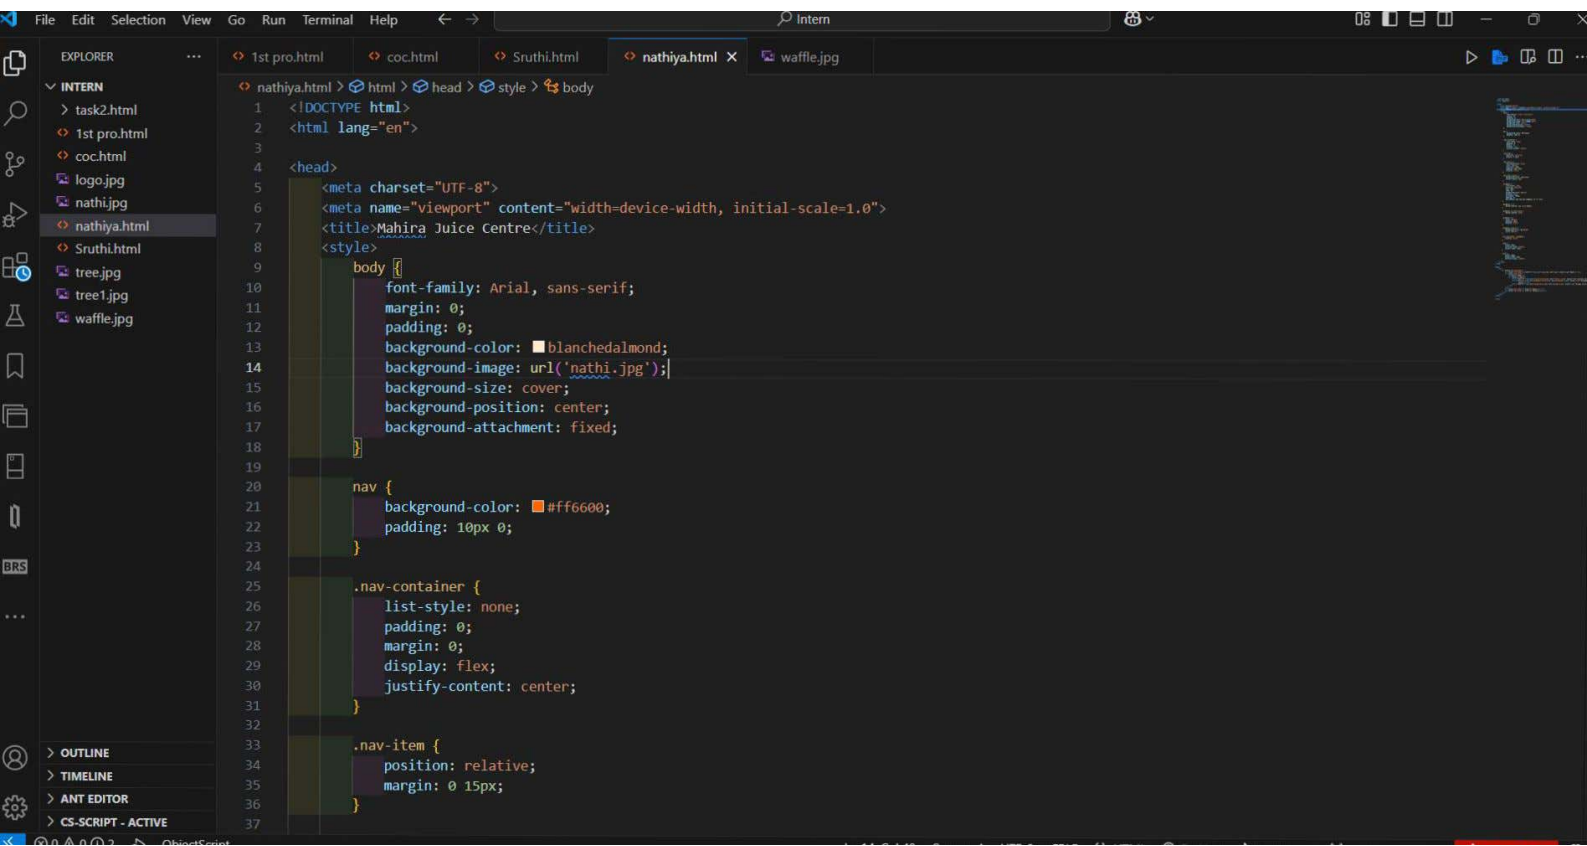 File Edit Selection View Go Run Terminal Help ← → Intern
EXPLORER ···
1st pro.html coc.html Sruthi.html nathiya.html waffle.jpg
INTERN
task2.html
1st pro.html
coc.html
logo.jpg
nathi.jpg
nathiya.html
Sruthi.html
tree.jpg
tree1.jpg
waffle.jpg
OUTLINE
TIMELINE
ANT EDITOR
CS-SCRIPT - ACTIVE
BRS
nathiya.html > html > head > style > body
1 <!DOCTYPE html>
2 <html lang="en">
3
4 <head>
5 <meta charset="UTF-8">
6 <meta name="viewport" content="width=device-width, initial-scale=1.0">
7 <title>Mahira Juice Centre</title>
8 <style>
9 body {
10 font-family: Arial, sans-serif;
11 margin: 0;
12 padding: 0;
13 background-color: blanchedalmond;
14 background-image: url('nathi.jpg');
15 background-size: cover;
16 background-position: center;
17 background-attachment: fixed;
18 }
19
20 nav {
21 background-color: #ff6600;
22 padding: 10px 0;
23 }
24
25 .nav-container {
26 list-style: none;
27 padding: 0;
28 margin: 0;
29 display: flex;
30 justify-content: center;
31 }
32
33 .nav-item {
34 position: relative;
35 margin: 0 15px;
36 }
37
0 0 2 ObjectScript